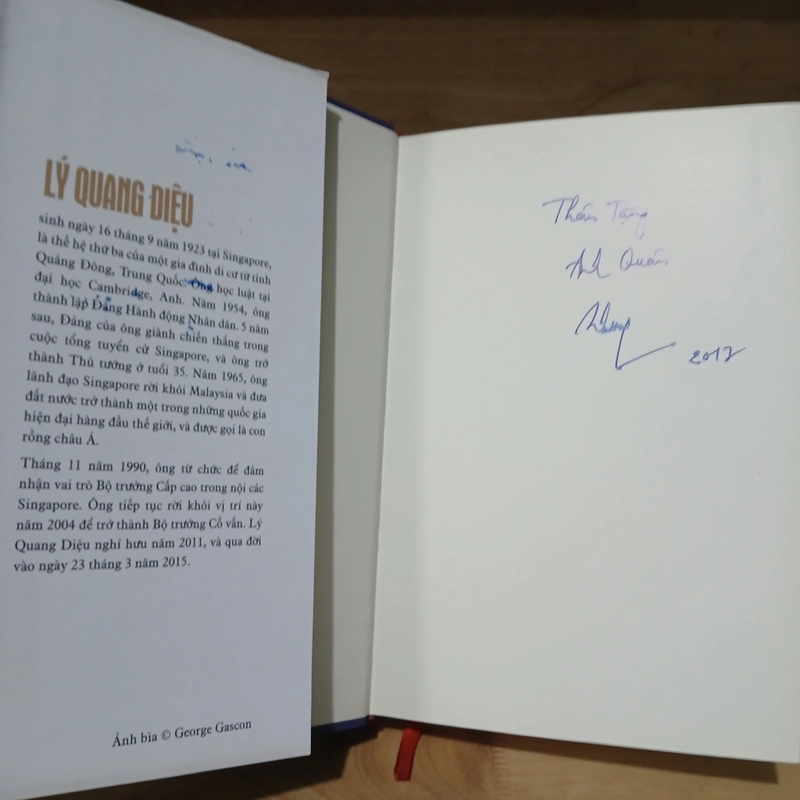 LÝ QUANG DIỆU
sinh ngày 16 tháng 9 năm 1923 tại Singapore,
là thế hệ thứ ba của một gia đình di cư từ tỉnh
Quảng Đông, Trung Quốc. Ông học luật tại
đại học Cambridge, Anh. Năm 1954, ông
thành lập Đảng Hành động Nhân dân. 5 năm
sau, Đảng của ông giành chiến thắng trong
cuộc tổng tuyển cử Singapore, và ông trở
thành Thủ tướng ở tuổi 35. Năm 1965, ông
lãnh đạo Singapore rời khỏi Malaysia và đưa
đất nước trở thành một trong những quốc gia
hiện đại hàng đầu thế giới, và được gọi là con
rồng châu Á.
Tháng 11 năm 1990, ông từ chức để đảm
nhận vai trò Bộ trưởng Cấp cao trong nội các
Singapore. Ông tiếp tục rời khỏi vị trí này
năm 2004 để trở thành Bộ trưởng Cố vấn. Lý
Quang Diệu nghỉ hưu năm 2011, và qua đời
vào ngày 23 tháng 3 năm 2015.
Ảnh bìa © George Gascon
Thân Tặng
Anh Quân
2017